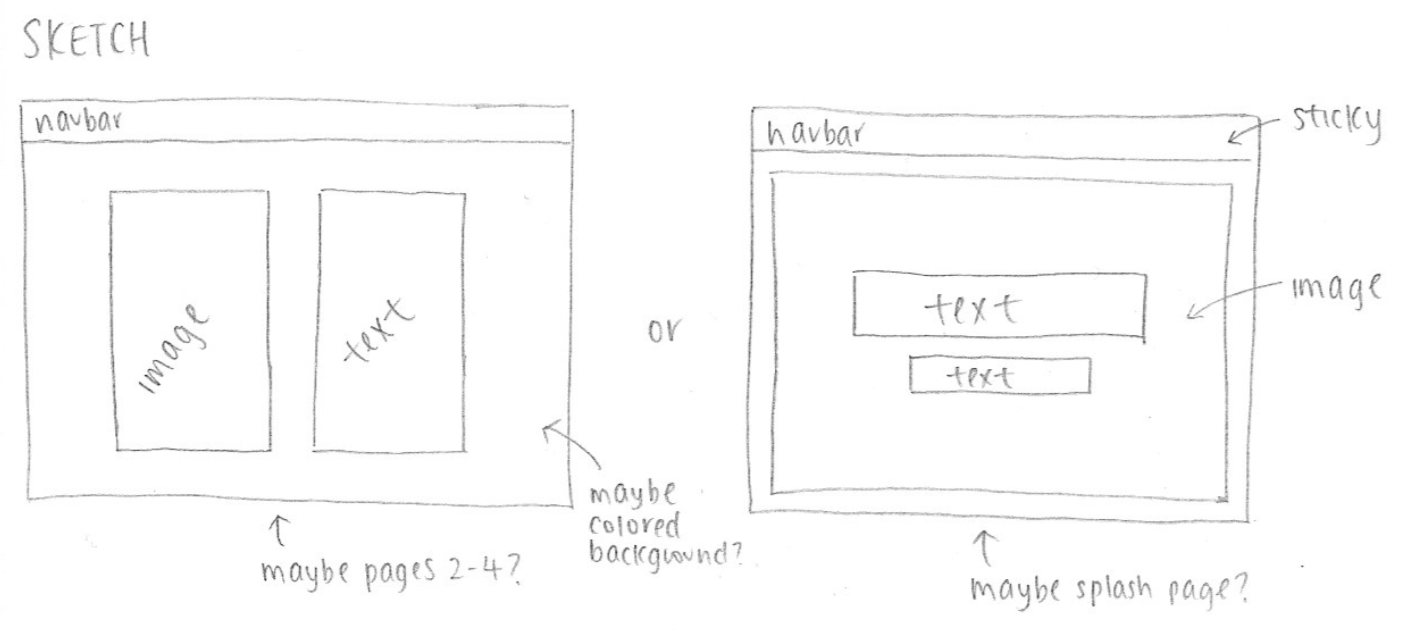 SKETCH
navbar
image
text
maybe
colored
background?
maybe pages 2-4?
or
navbar
sticky
text
text
image
maybe splash page?